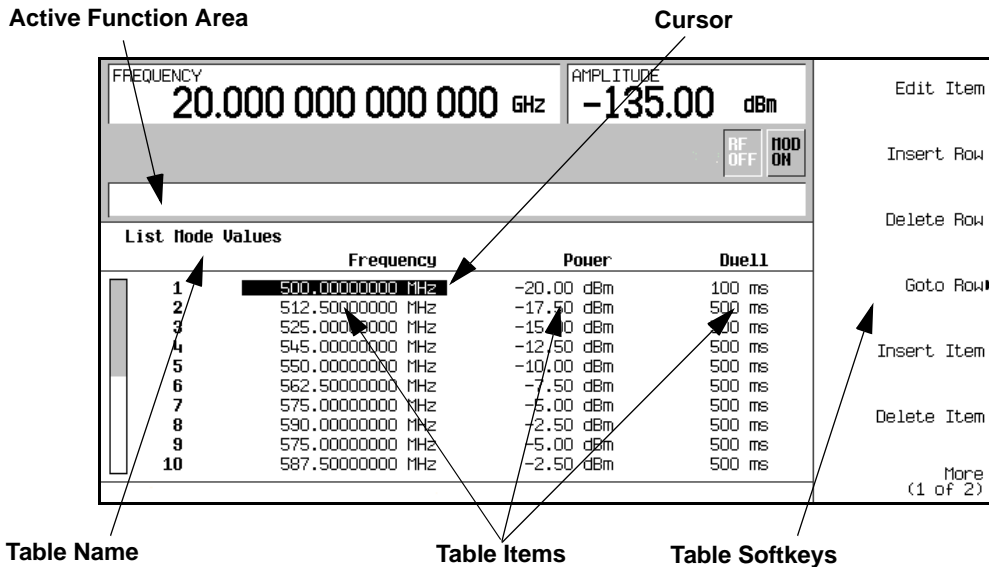 Active Function Area
Cursor
FREQUENCY
20.000 000 000 000 GHz
AMPLITUDE
-135.00 dBm
RF OFF
MOD ON
List Mode Values
Frequency Power Dwell
1 500.00000000 MHz -20.00 dBm 100 ms
2 512.50000000 MHz -17.50 dBm 500 ms
3 525.00000000 MHz -15.00 dBm 500 ms
4 545.00000000 MHz -12.50 dBm 500 ms
5 550.00000000 MHz -10.00 dBm 500 ms
6 562.50000000 MHz -7.50 dBm 500 ms
7 575.00000000 MHz -5.00 dBm 500 ms
8 590.00000000 MHz -2.50 dBm 500 ms
9 575.00000000 MHz -5.00 dBm 500 ms
10 587.50000000 MHz -2.50 dBm 500 ms
Edit Item
Insert Row
Delete Row
Goto Row
Insert Item
Delete Item
More
(1 of 2)
Table Name
Table Items
Table Softkeys